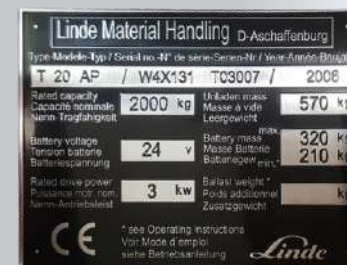 Linde Material Handling D-Aschaffenburg
Type-Modele-Typ / Serial no.-N° de série-Serien-Nr / Year-Année-Baujahr
T 20 AP / W4X131 T03007 / 2006
Rated capacity
Capacité nominale
Nenn-Tragfähigkeit
2000 kg
Unladen mass
Masse à vide
Leergewicht
570 kg
Battery voltage
Tension batterie
Batteriespannung
24 v
Battery mass max.
Masse Batterie
Batteriegew. min.*
320 kg
210 kg
Rated drive power
Puissance motr. nom.
Nenn-Antriebsleist
3 kw
Ballast weight *
Poids additionnel
Zusatzgewicht
kg
CE
* see Operating instructions
Voir Mode d'emploi
siehe Betriebsanleitung
Linde